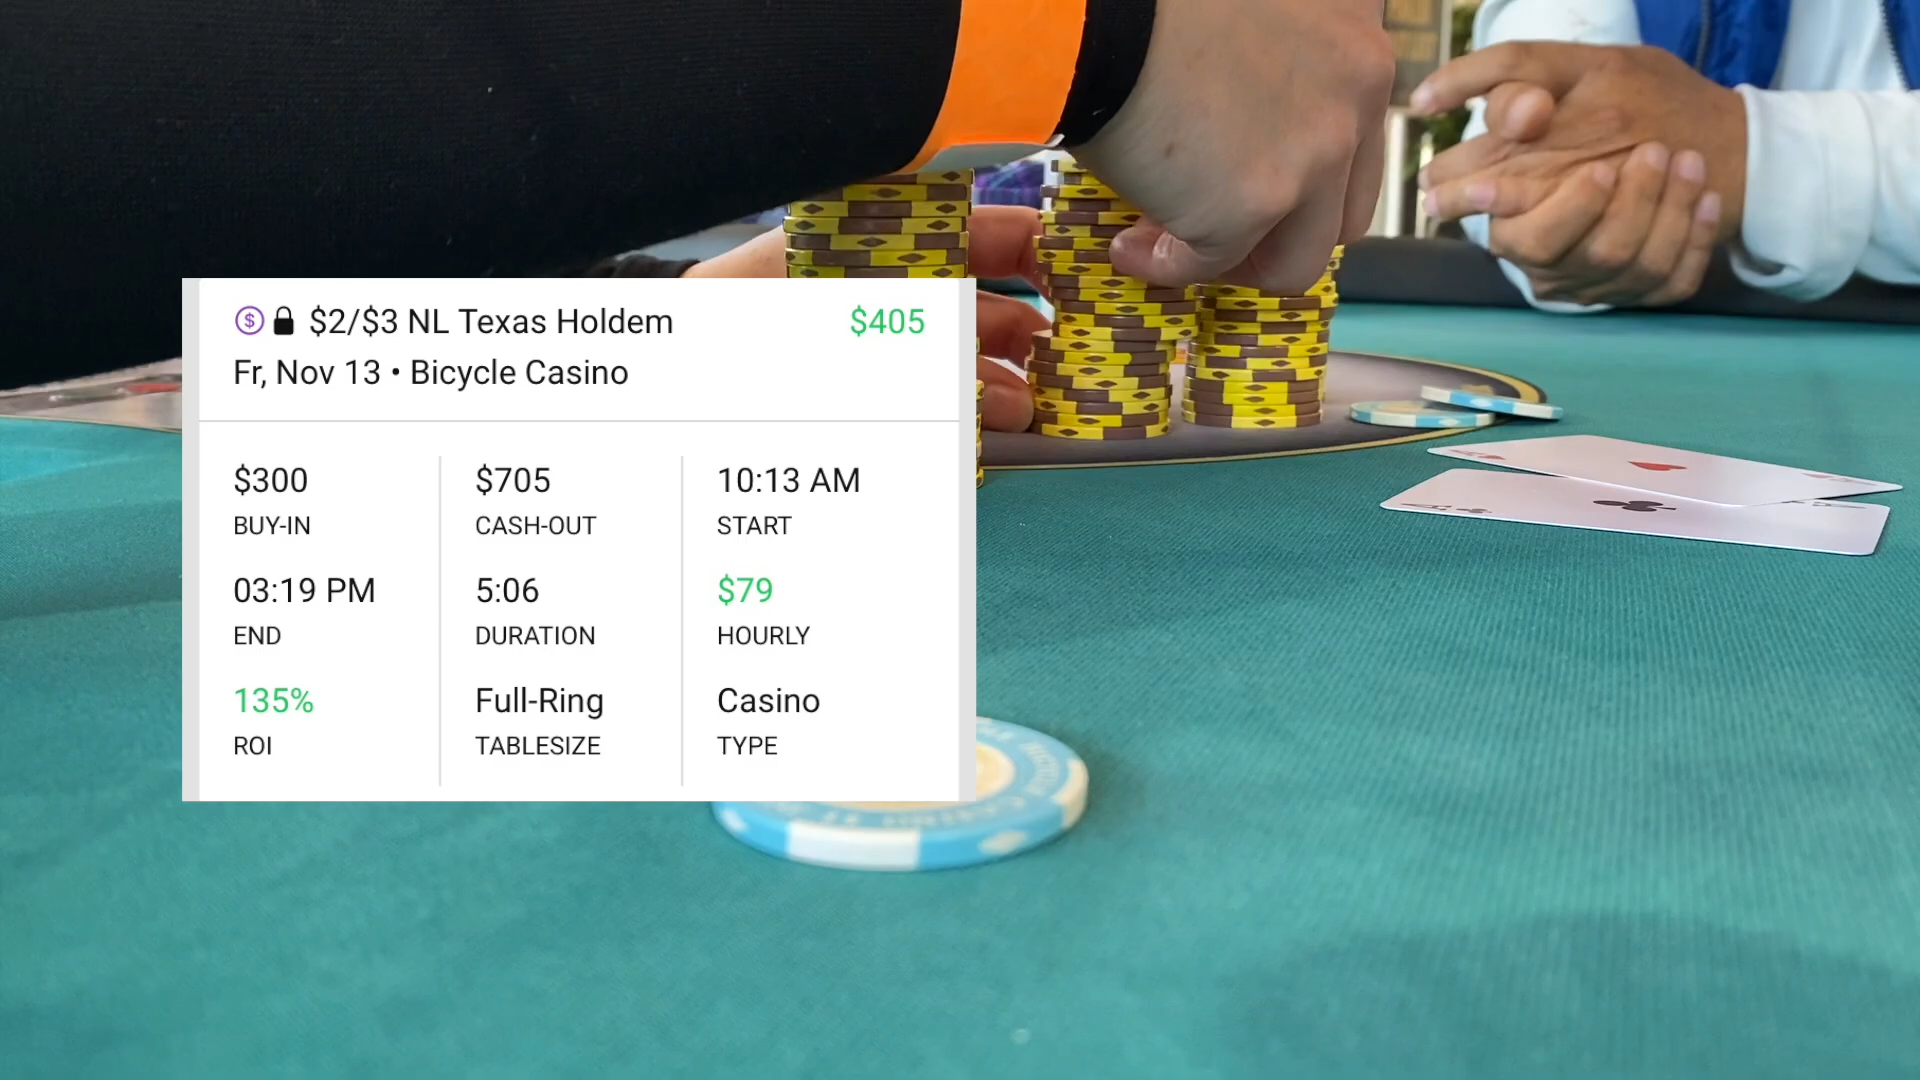 $2/$3 NL Texas Holdem $405
Fr, Nov 13 • Bicycle Casino
$300 $705 10:13 AM
BUY-IN CASH-OUT START
03:19 PM 5:06 $79
END DURATION HOURLY
135% Full-Ring Casino
ROI TABLESIZE TYPE